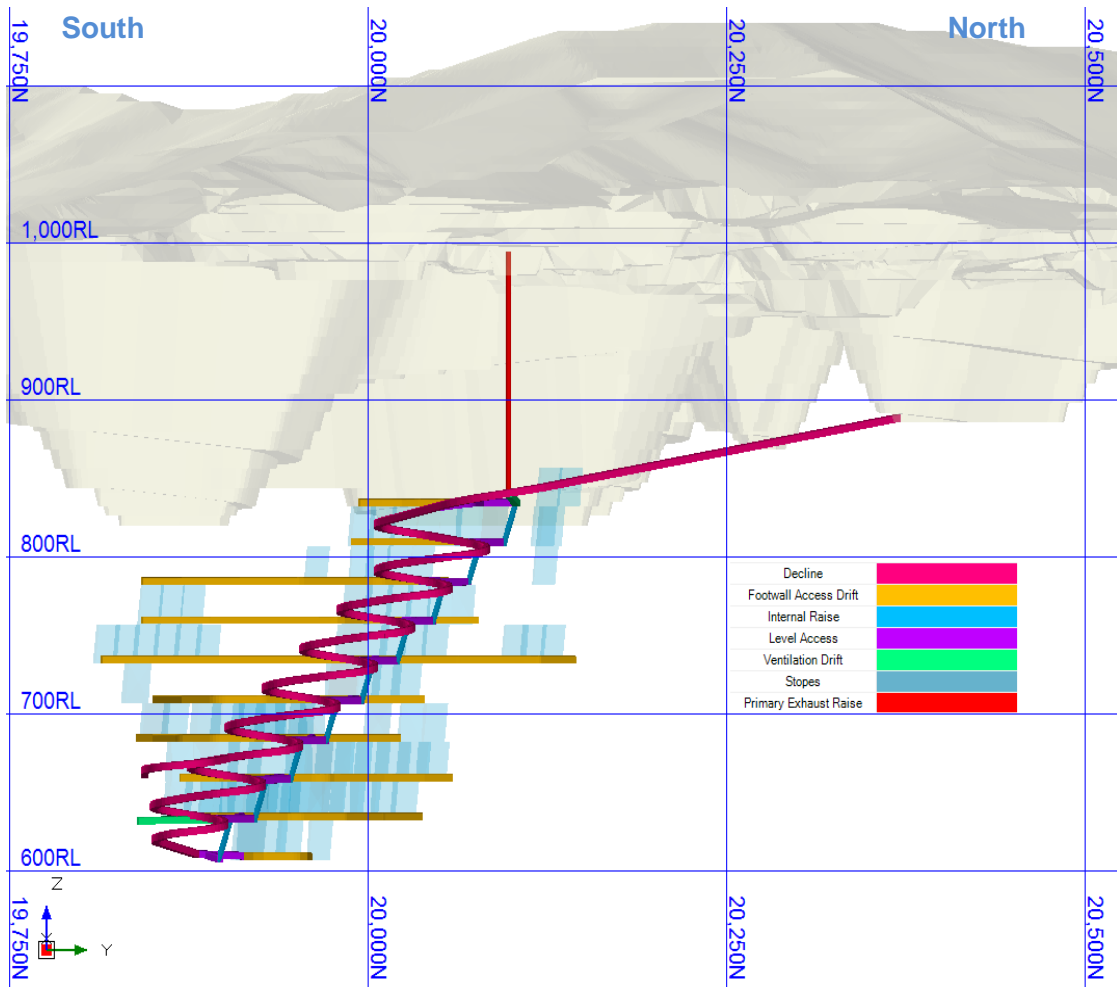 South
North
19,750N
20,000N
20,250N
20,500N
1,000RL
900RL
800RL
Decline
Footwall Access Drift
Internal Raise
Level Access
Ventilation Drift
Stopes
Primary Exhaust Raise
700RL
600RL
Z
X
Y
19,750N
20,000N
20,250N
20,500N